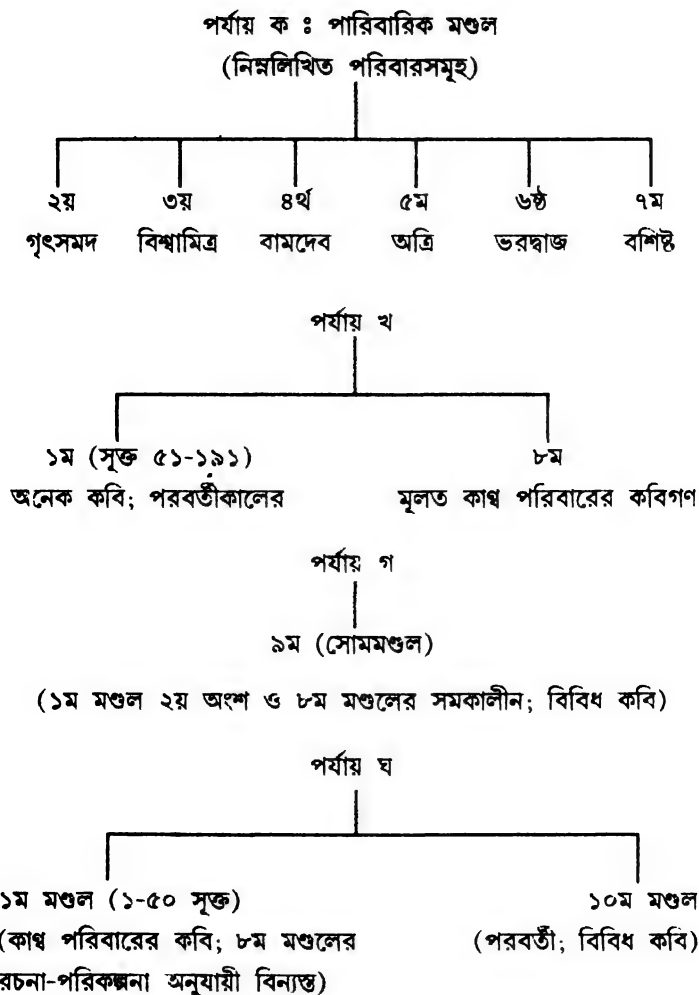 পর্যায় ক ঃ পারিবারিক মণ্ডল
(নিম্নলিখিত পরিবারসমূহ)
২য় ৩য় ৪র্থ ৫ম ৬ষ্ঠ ৭ম
গৃৎসমদ বিশ্বামিত্র বামদেব অত্রি ভরদ্বাজ বশিষ্ট
পর্যায় খ
১ম (সূক্ত ৫১-১৯১) ৮ম
অনেক কবি; পরবর্তীকালের মূলত কাণ্ব পরিবারের কবিগণ
পর্যায় গ
৯ম (সোমমণ্ডল)
(১ম মণ্ডল ২য় অংশ ও ৮ম মণ্ডলের সমকালীন; বিবিধ কবি)
পর্যায় ঘ
১ম মণ্ডল (১-৫০ সূক্ত) ১০ম মণ্ডল
(কাণ্ব পরিবারের কবি; ৮ম মণ্ডলের (পরবর্তী; বিবিধ কবি)
রচনা-পরিকল্পনা অনুযায়ী বিন্যস্ত)